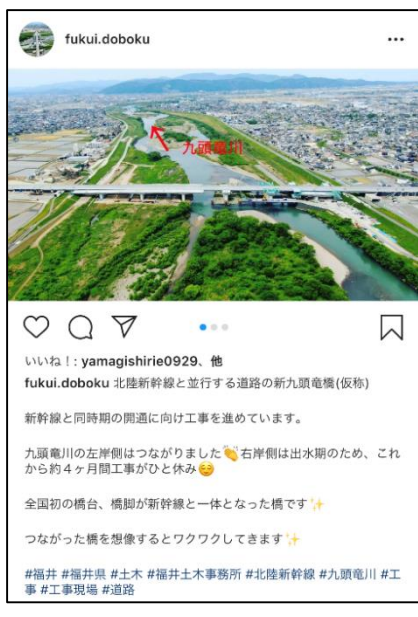 fukui.doboku
九頭竜川
いいね！: yamagishirie0929、他
fukui.doboku 北陸新幹線と並行する道路の新九頭竜橋(仮称)
新幹線と同時期の開通に向け工事を進めています。
九頭竜川の左岸側はつながりました👏右岸側は出水期のため、これ
から約４ヶ月間工事がひと休み☺️
全国初の橋台、橋脚が新幹線と一体となった橋です✨
つながった橋を想像するとワクワクしてきます✨
#福井 #福井県 #土木 #福井土木事務所 #北陸新幹線 #九頭竜川 #工
事 #工事現場 #道路